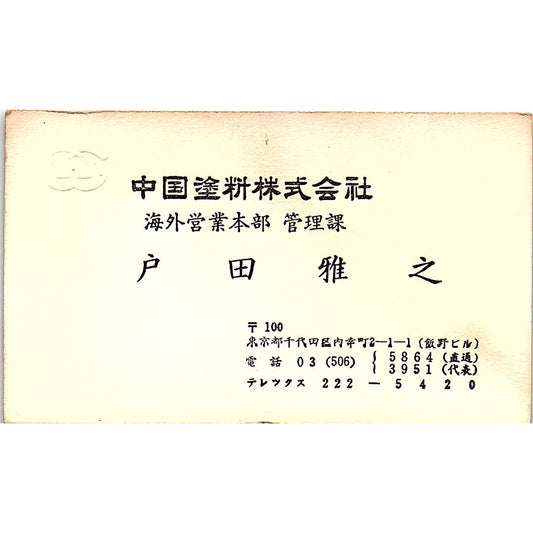 中国塗料株式会社
海外営業本部 管理課
戸田雅之
〒100
東京都千代田区内幸町2-1-1 (飯野ビル)
電話 03 (506) { 5864 (直通)
3951 (代表)
テレックス 222-5420